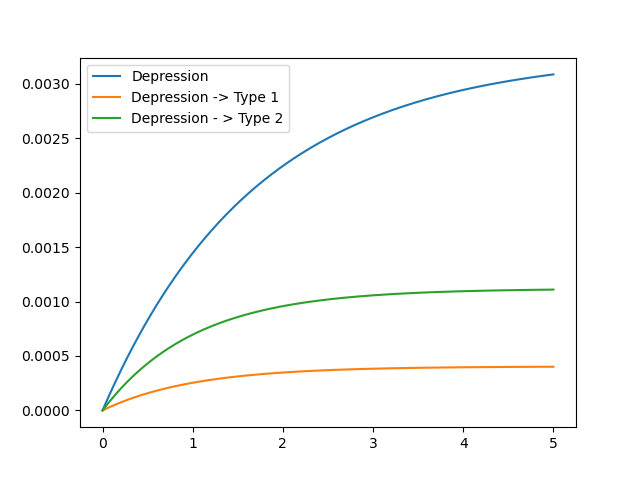 Depression
Depression -> Type 1
Depression - > Type 2
0.0030
0.0025
0.0020
0.0015
0.0010
0.0005
0.0000
0 1 2 3 4 5